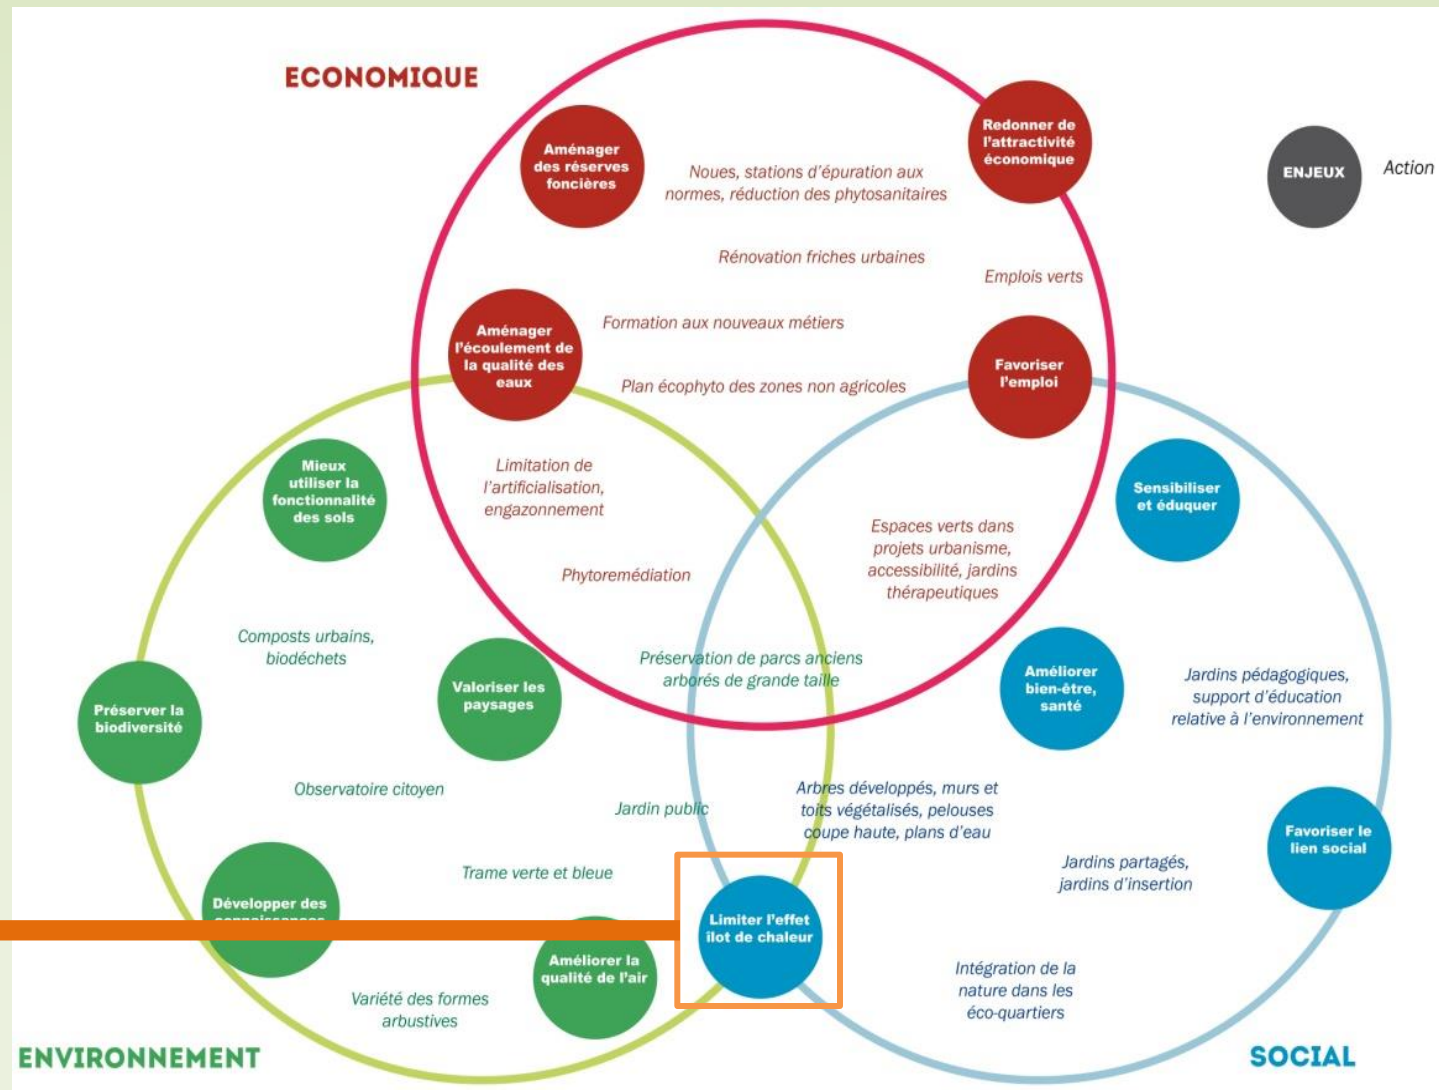 ECONOMIQUE
Redonner de
l'attractivité
économique
Aménager
des réserves
foncières
ENJEUX
Action
Noues, stations d'épuration aux
normes, réduction des phytosanitaires
Rénovation friches urbaines
Emplois verts
Formation aux nouveaux métiers
Aménager
l'écoulement de
la qualité des
eaux
Favoriser
l'emploi
Plan écophyto des zones non agricoles
Mieux
utiliser la
fonctionnalité
des sols
Limitation de
l'artificialisation,
engazonnement
Sensibiliser
et éduquer
Espaces verts dans
projets urbanisme,
accessibilité, jardins
thérapeutiques
Phytoremédiation
Composts urbains,
biodéchets
Préservation de parcs anciens
arborés de grande taille
Améliorer
bien-être,
santé
Jardins pédagogiques,
support d'éducation
relative à l'environnement
Valoriser les
paysages
Préserver la
biodiversité
Observatoire citoyen
Jardin public
Arbres développés, murs et
toits végétalisés, pelouses
coupe haute, plans d'eau
Favoriser le
lien social
Trame verte et bleue
Jardins partagés,
jardins d'insertion
Développer des
Limiter l'effet
îlot de chaleur
Améliorer la
qualité de l'air
Intégration de la
nature dans les
éco-quartiers
Variété des formes
arbustives
ENVIRONNEMENT
SOCIAL